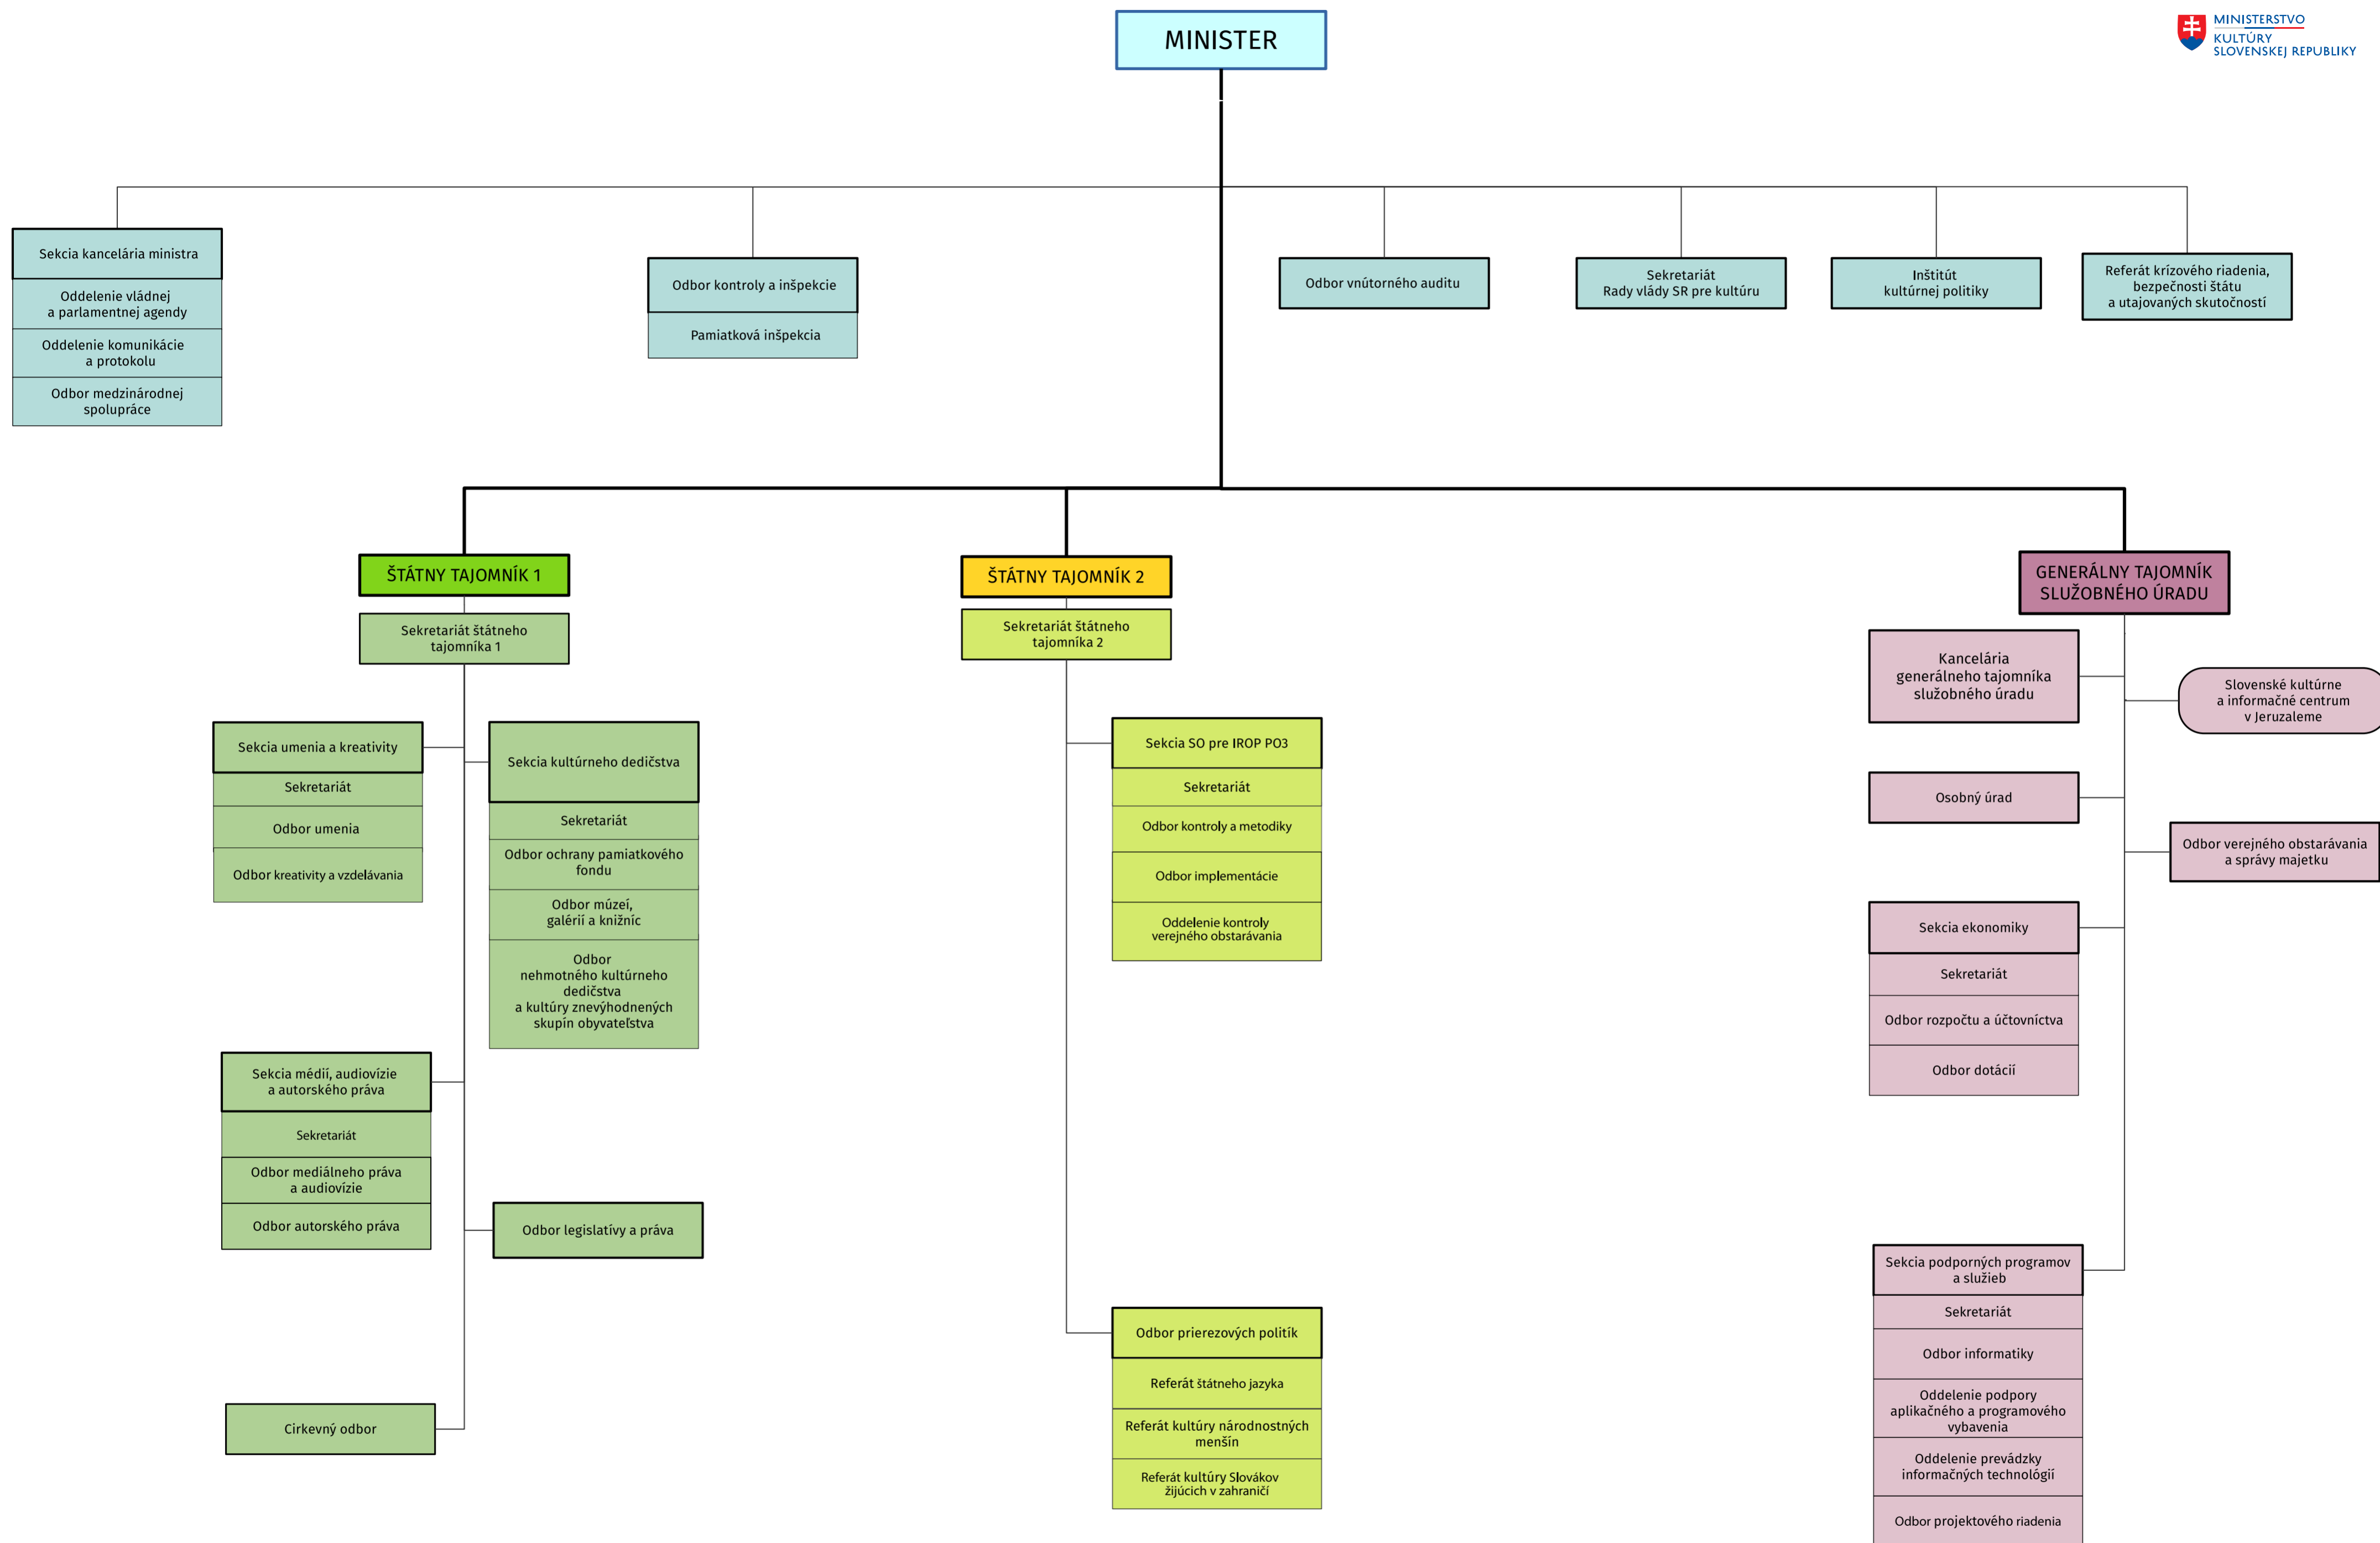 MINISTER
MINISTERSTVO
KULTÚRY
SLOVENSKEJ REPUBLIKY
Sekcia kancelária ministra
Oddelenie vládnej
a parlamentnej agendy
Oddelenie komunikácie
a protokolu
Odbor medzinárodnej
spolupráce
Odbor kontroly a inšpekcie
Pamiatková inšpekcia
Odbor vnútorného auditu
Sekretariát
Rady vlády SR pre kultúru
Inštitút
kultúrnej politiky
Referát krízového riadenia,
bezpečnosti štátu
a utajovaných skutočností
ŠTÁTNY TAJOMNÍK 1
Sekretariát štátneho
tajomníka 1
Sekcia umenia a kreativity
Sekretariát
Odbor umenia
Odbor kreativity a vzdelávania
Sekcia kultúrneho dedičstva
Sekretariát
Odbor ochrany pamiatkového
fondu
Odbor múzeí,
galérií a knižníc
Odbor
nehmotného kultúrneho
dedičstva
a kultúry znevýhodnených
skupín obyvateľstva
Sekcia médií, audiovízie
a autorského práva
Sekretariát
Odbor mediálneho práva
a audiovízie
Odbor autorského práva
Odbor legislatívy a práva
Cirkevný odbor
ŠTÁTNY TAJOMNÍK 2
Sekretariát štátneho
tajomníka 2
Sekcia SO pre IROP PO3
Sekretariát
Odbor kontroly a metodiky
Odbor implementácie
Oddelenie kontroly
verejného obstarávania
Odbor prierezových politík
Referát štátneho jazyka
Referát kultúry národnostných
menšín
Referát kultúry Slovákov
žijúcich v zahraničí
GENERÁLNY TAJOMNÍK
SLUŽOBNÉHO ÚRADU
Kancelária
generálneho tajomníka
služobného úradu
Slovenské kultúrne
a informačné centrum
v Jeruzaleme
Osobný úrad
Odbor verejného obstarávania
a správy majetku
Sekcia ekonomiky
Sekretariát
Odbor rozpočtu a účtovníctva
Odbor dotácií
Sekcia podporných programov
a služieb
Sekretariát
Odbor informatiky
Oddelenie podpory
aplikačného a programového
vybavenia
Oddelenie prevádzky
informačných technológií
Odbor projektového riadenia